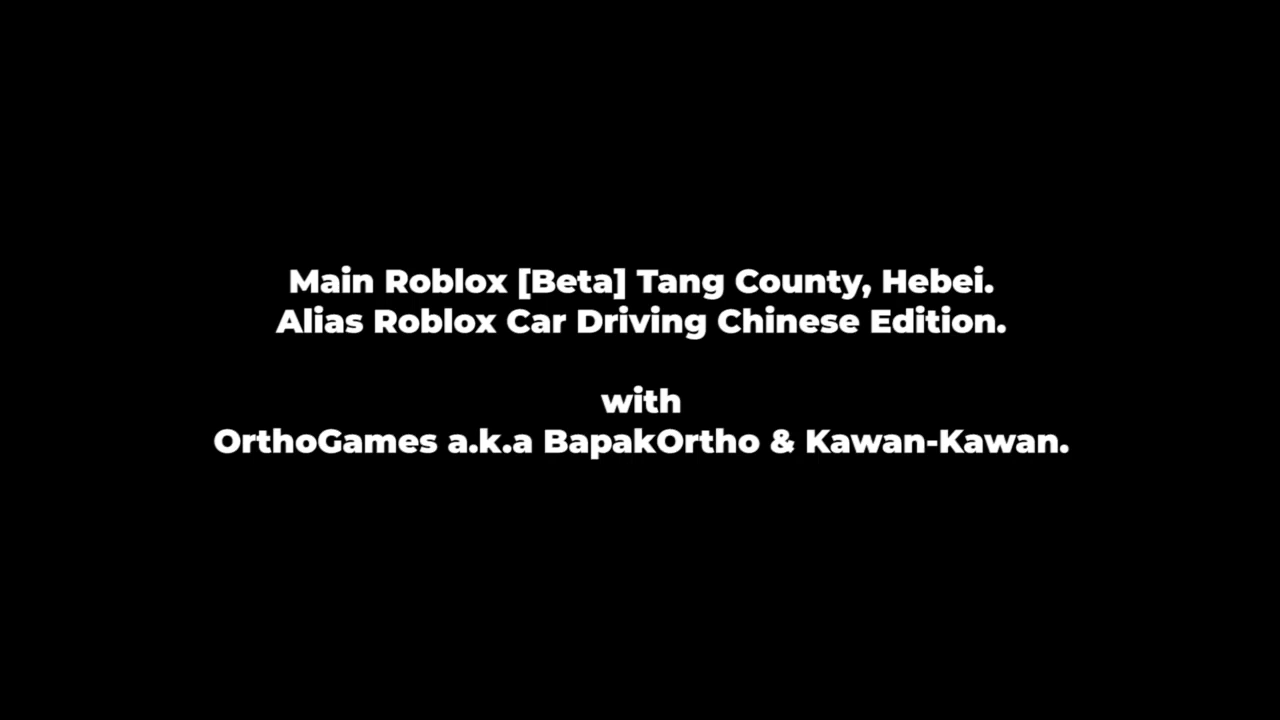 Main Roblox [Beta] Tang County, Hebei.
Alias Roblox Car Driving Chinese Edition.
with
OrthoGames a.k.a BapakOrtho & Kawan-Kawan.